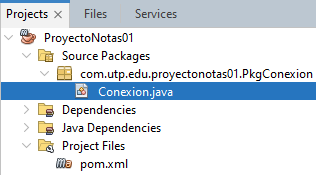 Projects × Files Services
ProyectoNotas01
Source Packages
com.utp.edu.proyectonotas01.PkgConexion
Conexion.java
Dependencies
Java Dependencies
Project Files
pom.xml